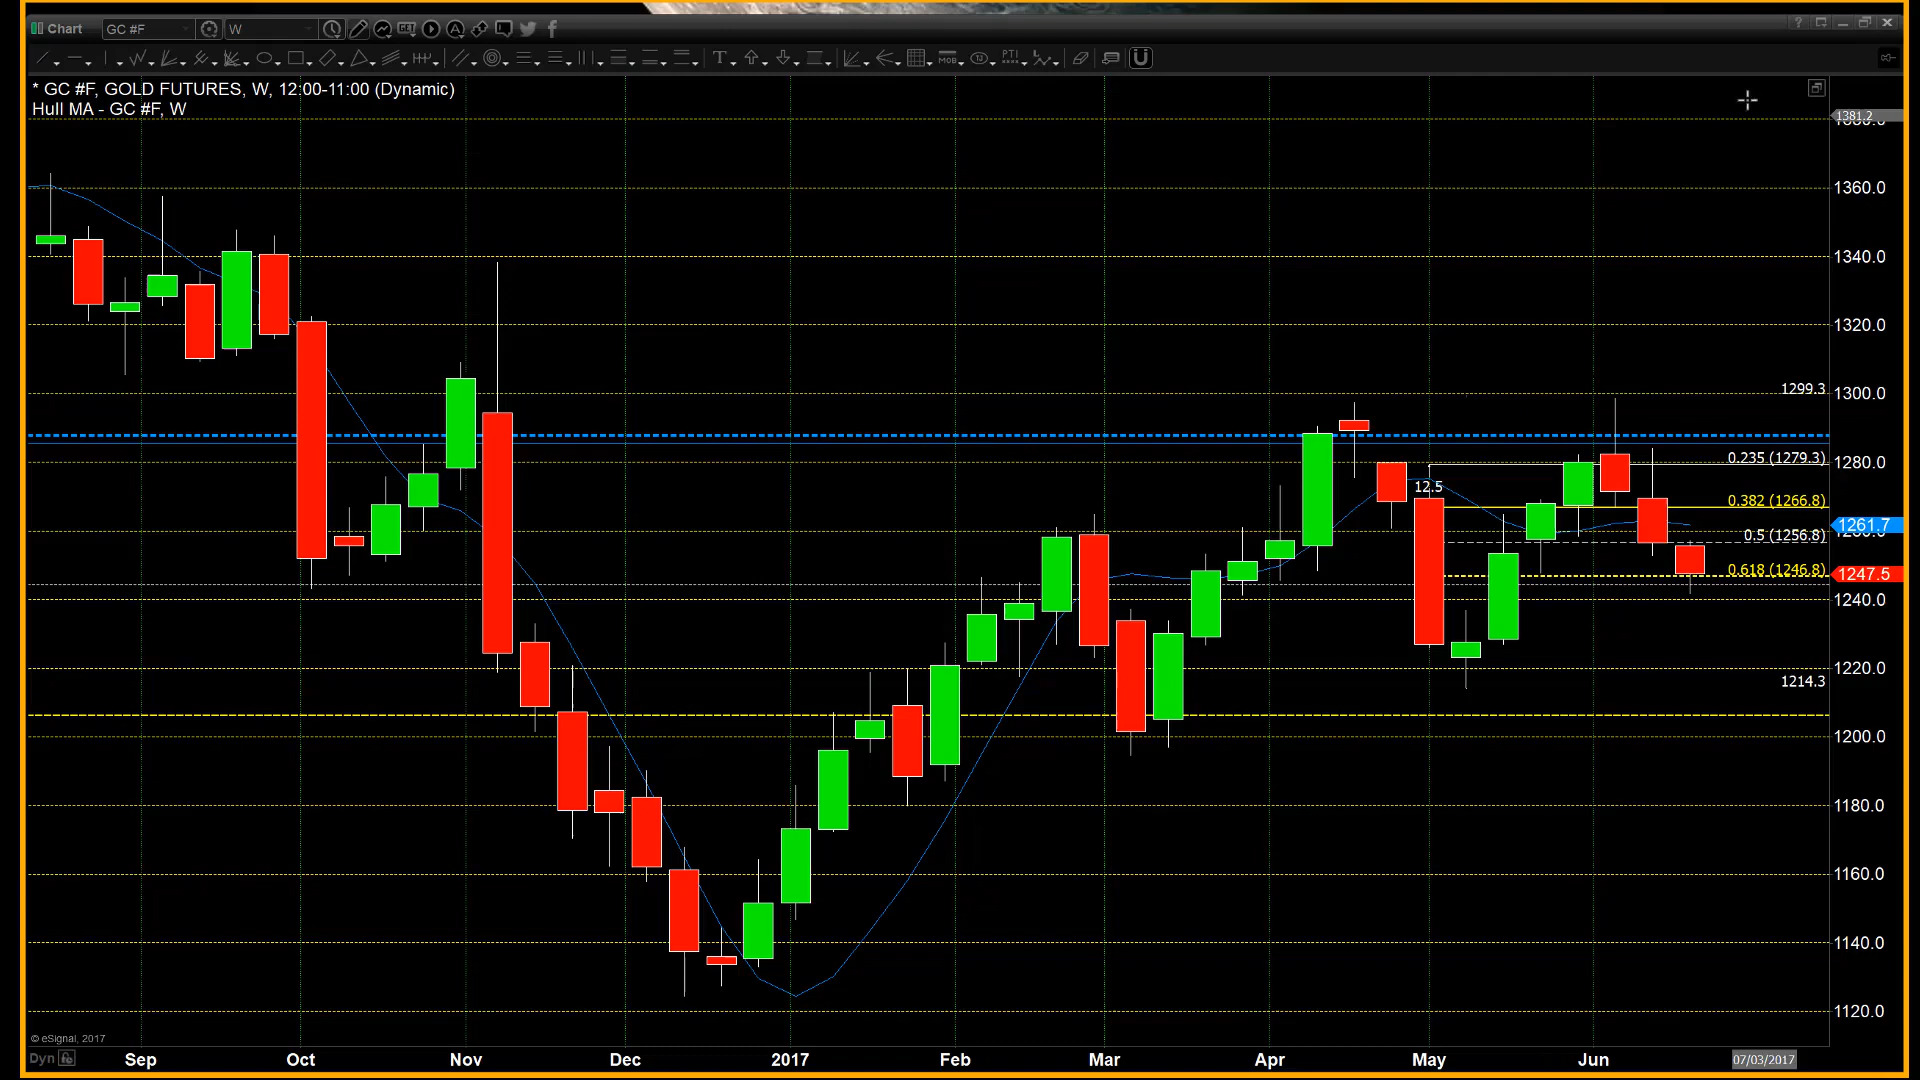 Chart GC #F W
GET A
T MOB TJ PTI U
* GC #F, GOLD FUTURES, W, 12:00-11:00 (Dynamic)
Hull MA - GC #F, W
1381.2
1360.0
1340.0
1320.0
1299.3 1300.0
0.235 (1279.3) 1280.0
12.5
0.382 (1266.8)
1261.7
0.5 (1256.8)
0.618 (1246.8) 1247.5
1240.0
1220.0
1214.3
1200.0
1180.0
1160.0
1140.0
1120.0
© eSignal, 2017
Dyn
Sep Oct Nov Dec 2017 Feb Mar Apr May Jun 07/03/2017